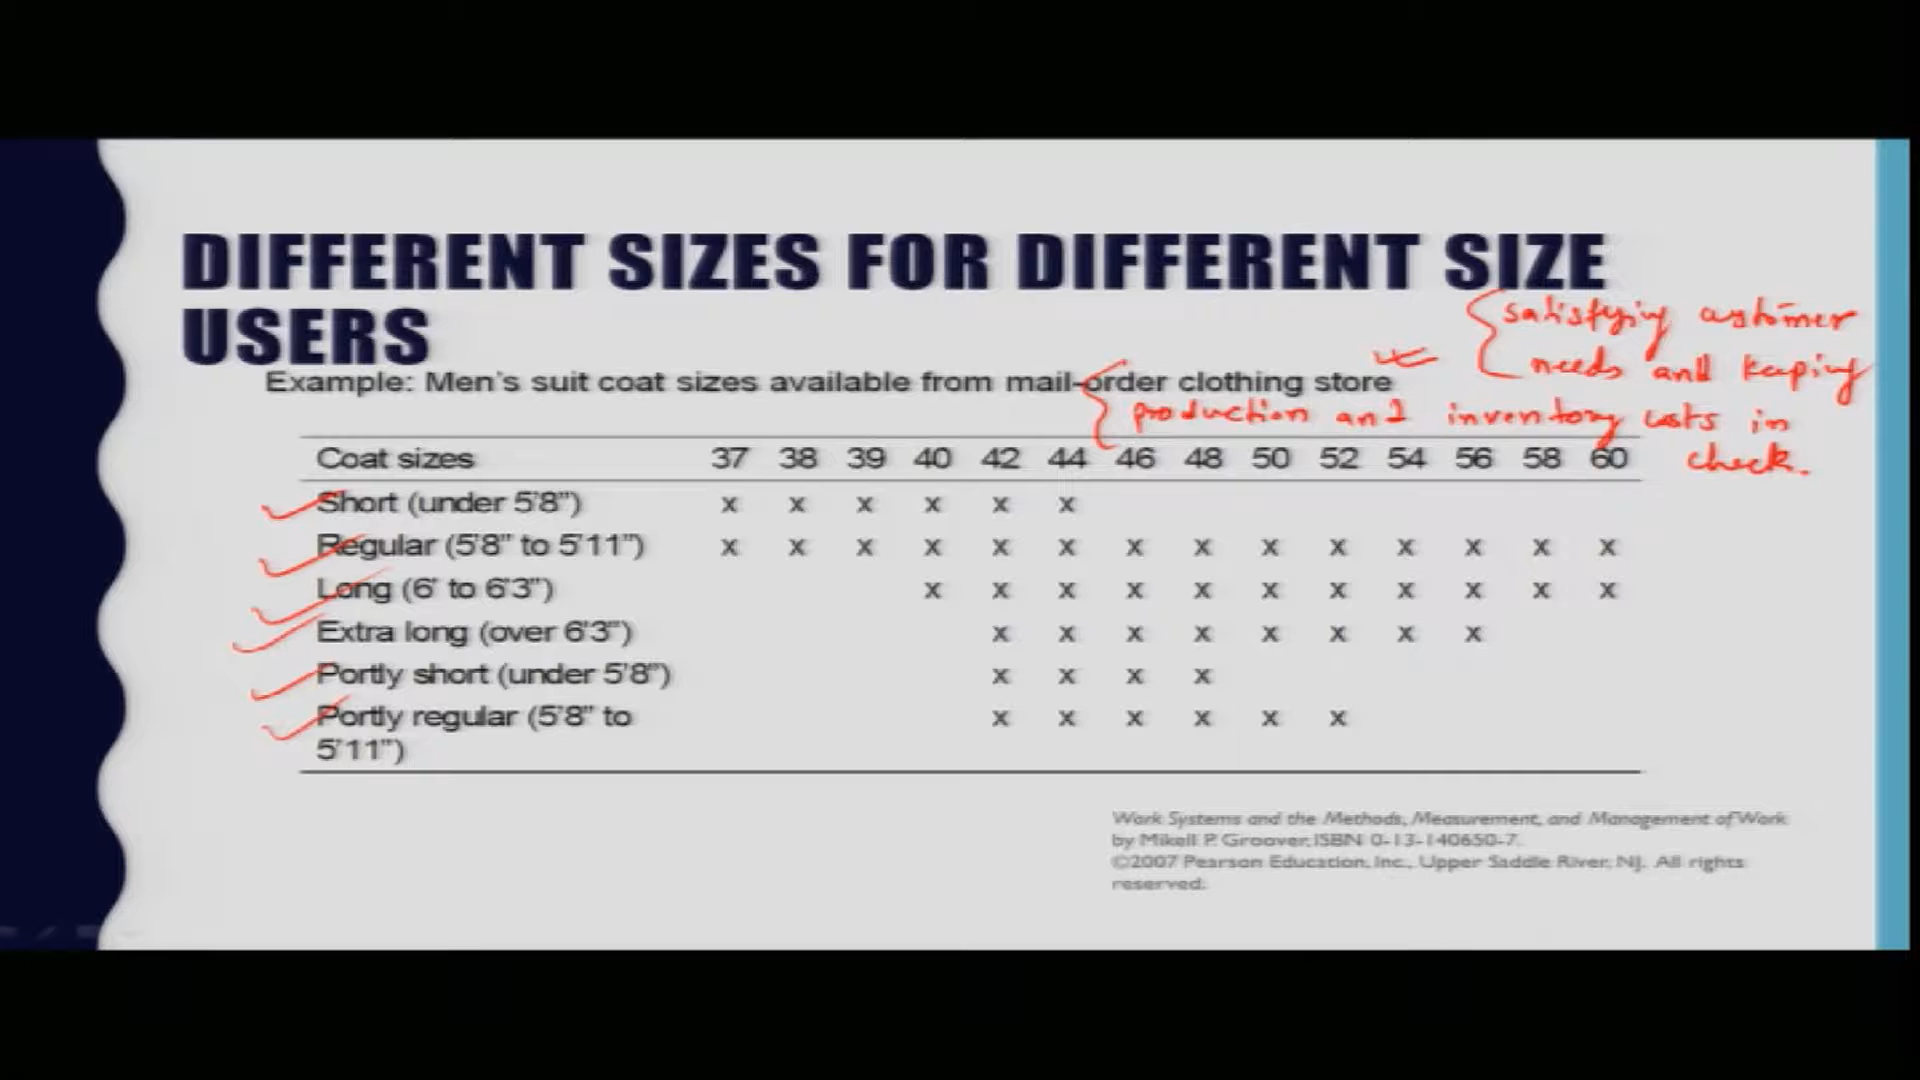 DIFFERENT SIZES FOR DIFFERENT SIZE
USERS
satisfying customer
needs and keeping
Example: Men's suit coat sizes available from mail-order clothing store
production and inventory costs in
check.
Coat sizes 37 38 39 40 42 44 46 48 50 52 54 56 58 60
Short (under 5'8") x x x x x x
Regular (5'8" to 5'11") x x x x x x x x x x x x x x
Long (6' to 6'3") x x x x x x x x x x x
Extra long (over 6'3") x x x x x x x x
Portly short (under 5'8") x x x x
Portly regular (5'8" to x x x x x x
5'11")
Work Systems and the Methods, Measurement, and Management of Work
by Mikell P. Groover, ISBN 0-13-140650-7.
©2007 Pearson Education, Inc., Upper Saddle River, NJ. All rights
reserved.